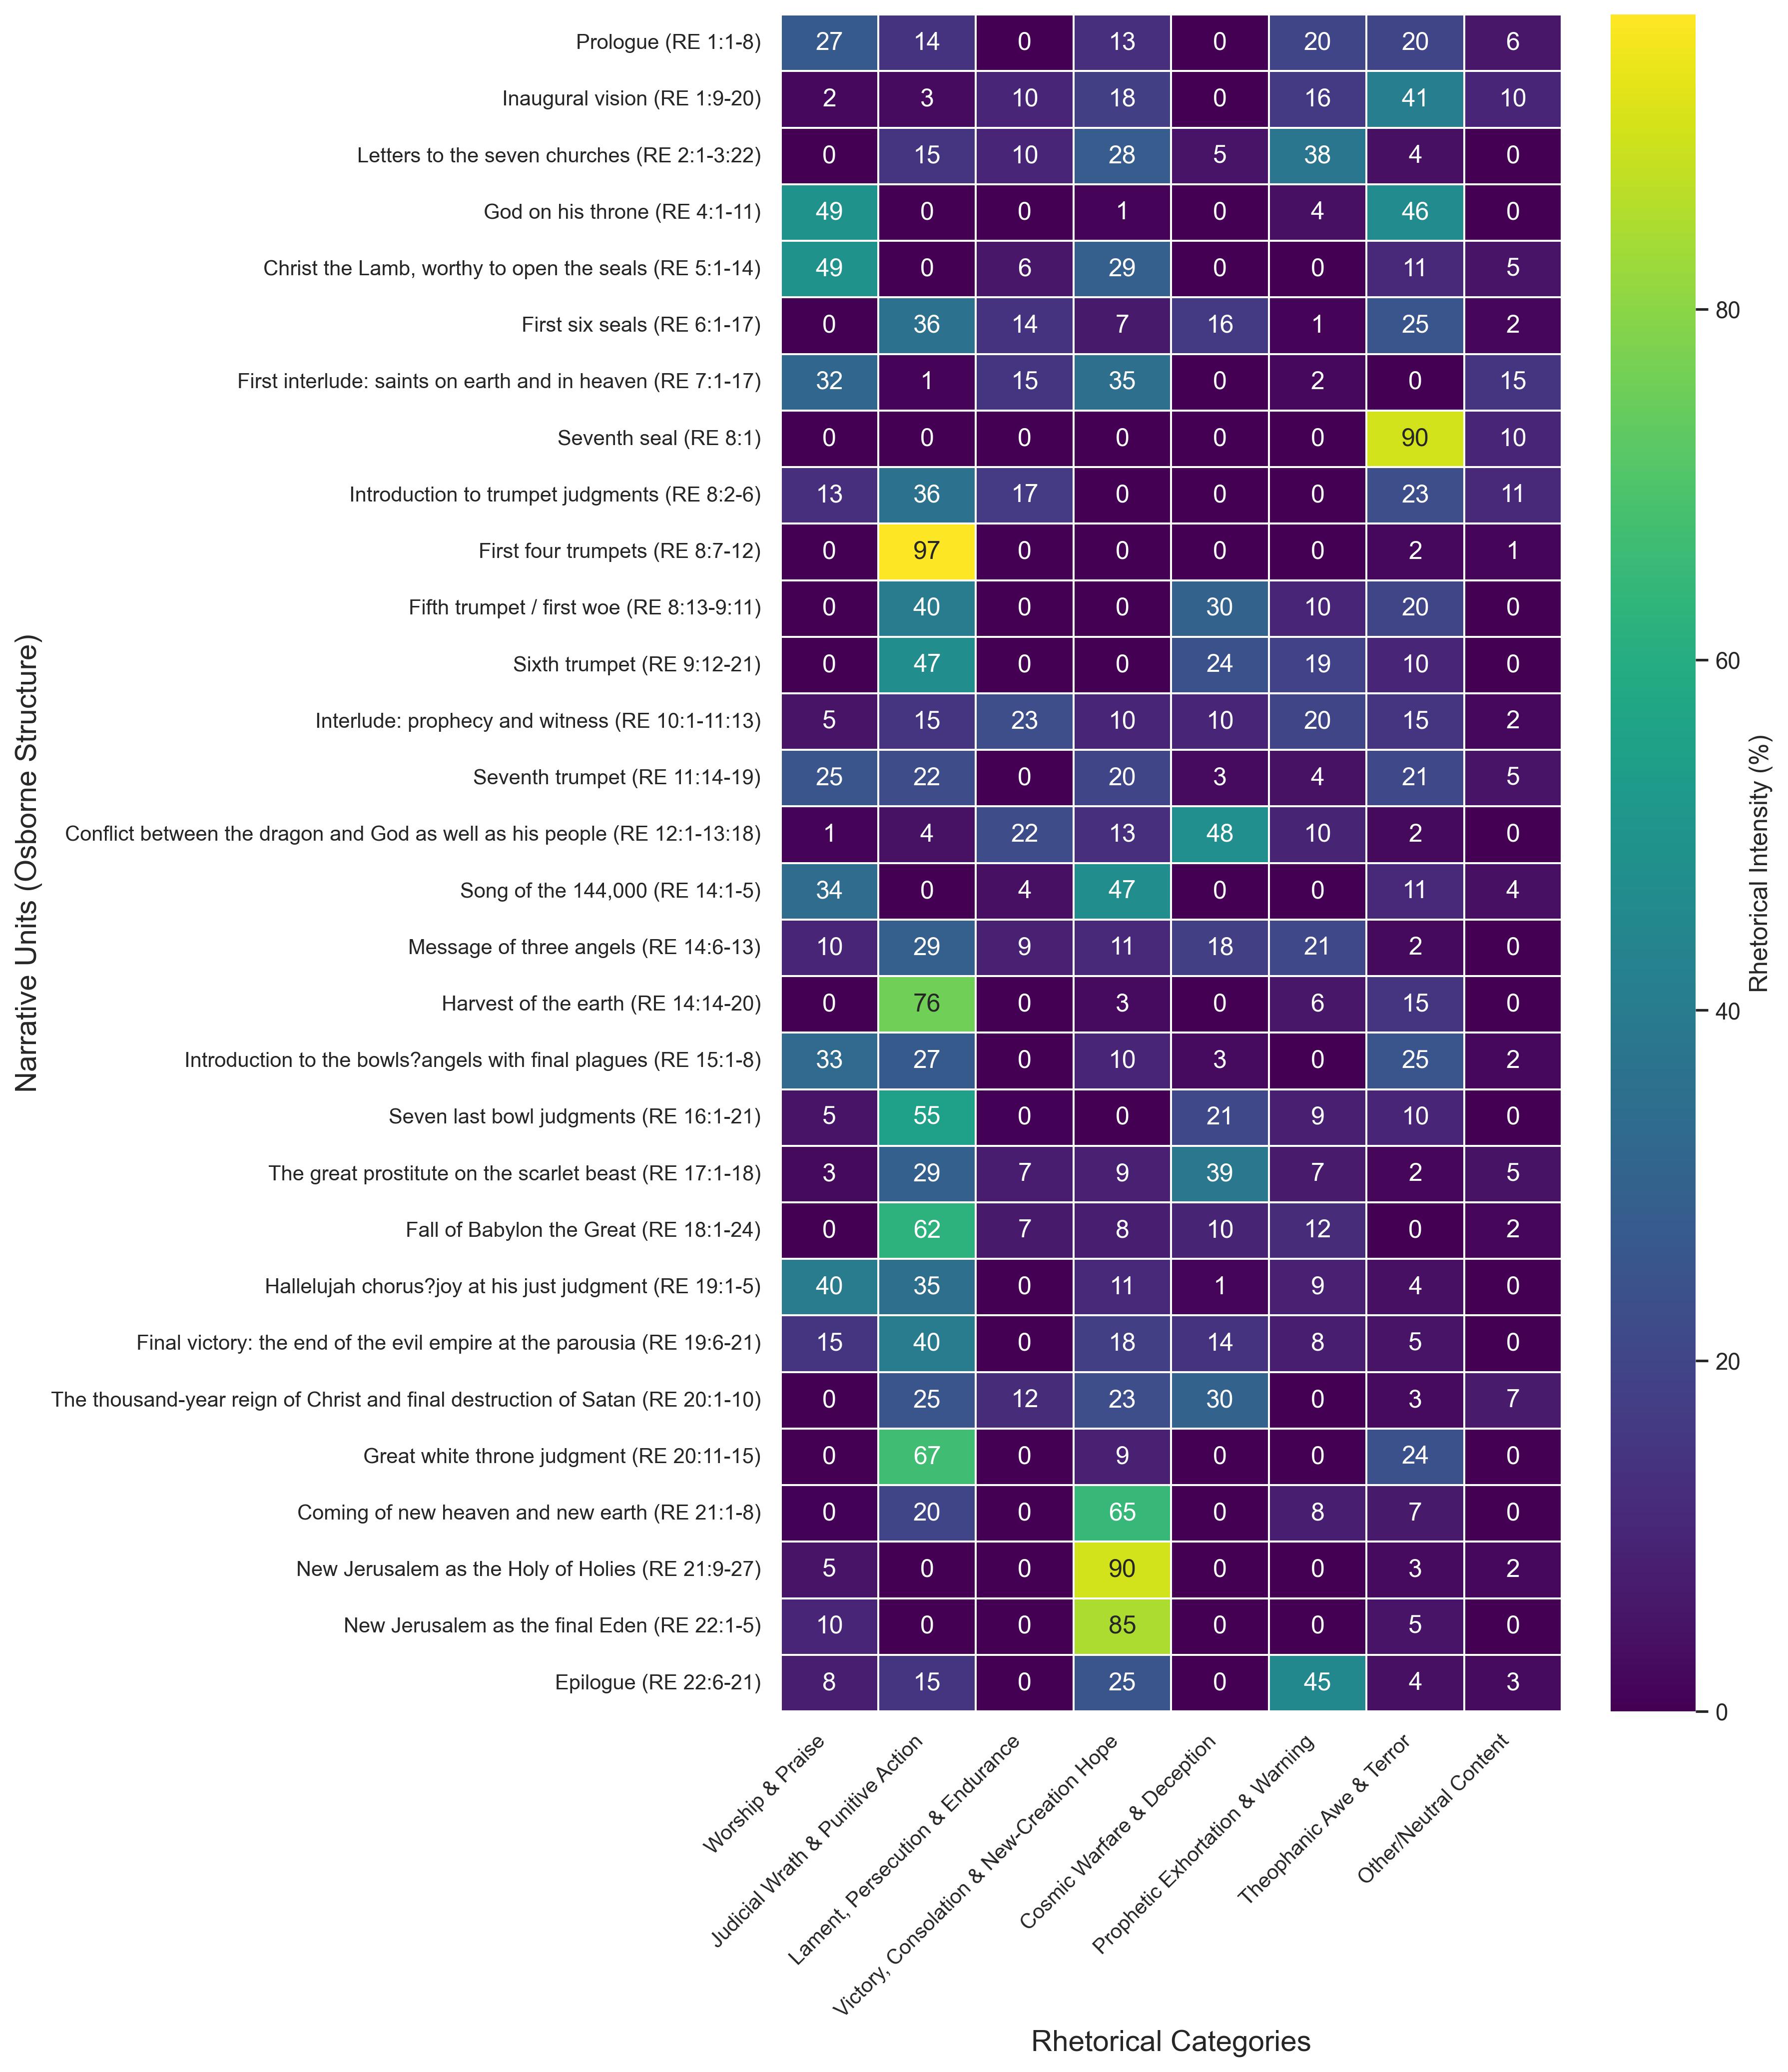 Prologue (RE 1:1-8) 27 14 0 13 0 20 20 6
Inaugural vision (RE 1:9-20) 2 3 10 18 0 16 41 10
Letters to the seven churches (RE 2:1-3:22) 0 15 10 28 5 38 4 0
God on his throne (RE 4:1-11) 49 0 0 1 0 4 46 0
Christ the Lamb, worthy to open the seals (RE 5:1-14) 49 0 6 29 0 0 11 5
First six seals (RE 6:1-17) 0 36 14 7 16 1 25 2
First interlude: saints on earth and in heaven (RE 7:1-17) 32 1 15 35 0 2 0 15
Seventh seal (RE 8:1) 0 0 0 0 0 0 90 10
Introduction to trumpet judgments (RE 8:2-6) 13 36 17 0 0 0 23 11
First four trumpets (RE 8:7-12) 0 97 0 0 0 0 2 1
Fifth trumpet / first woe (RE 8:13-9:11) 0 40 0 0 30 10 20 0
Sixth trumpet (RE 9:12-21) 0 47 0 0 24 19 10 0
Interlude: prophecy and witness (RE 10:1-11:13) 5 15 23 10 10 20 15 2
Seventh trumpet (RE 11:14-19) 25 22 0 20 3 4 21 5
Conflict between the dragon and God as well as his people (RE 12:1-13:18) 1 4 22 13 48 10 2 0
Song of the 144,000 (RE 14:1-5) 34 0 4 47 0 0 11 4
Message of three angels (RE 14:6-13) 10 29 9 11 18 21 2 0
Harvest of the earth (RE 14:14-20) 0 76 0 3 0 6 15 0
Introduction to the bowls?angels with final plagues (RE 15:1-8) 33 27 0 10 3 0 25 2
Seven last bowl judgments (RE 16:1-21) 5 55 0 0 21 9 10 0
The great prostitute on the scarlet beast (RE 17:1-18) 3 29 7 9 39 7 2 5
Fall of Babylon the Great (RE 18:1-24) 0 62 7 8 10 12 0 2
Hallelujah chorus?joy at his just judgment (RE 19:1-5) 40 35 0 11 1 9 4 0
Final victory: the end of the evil empire at the parousia (RE 19:6-21) 15 40 0 18 14 8 5 0
The thousand-year reign of Christ and final destruction of Satan (RE 20:1-10) 0 25 12 23 30 0 3 7
Great white throne judgment (RE 20:11-15) 0 67 0 9 0 0 24 0
Coming of new heaven and new earth (RE 21:1-8) 0 20 0 65 0 8 7 0
New Jerusalem as the Holy of Holies (RE 21:9-27) 5 0 0 90 0 0 3 2
New Jerusalem as the final Eden (RE 22:1-5) 10 0 0 85 0 0 5 0
Epilogue (RE 22:6-21) 8 15 0 25 0 45 4 3
Narrative Units (Osborne Structure)
Worship & Praise
Judicial Wrath & Punitive Action
Lament, Persecution & Endurance
Victory, Consolation & New-Creation Hope
Cosmic Warfare & Deception
Prophetic Exhortation & Warning
Theophanic Awe & Terror
Other/Neutral Content
Rhetorical Categories
80
60
40
20
0
Rhetorical Intensity (%)